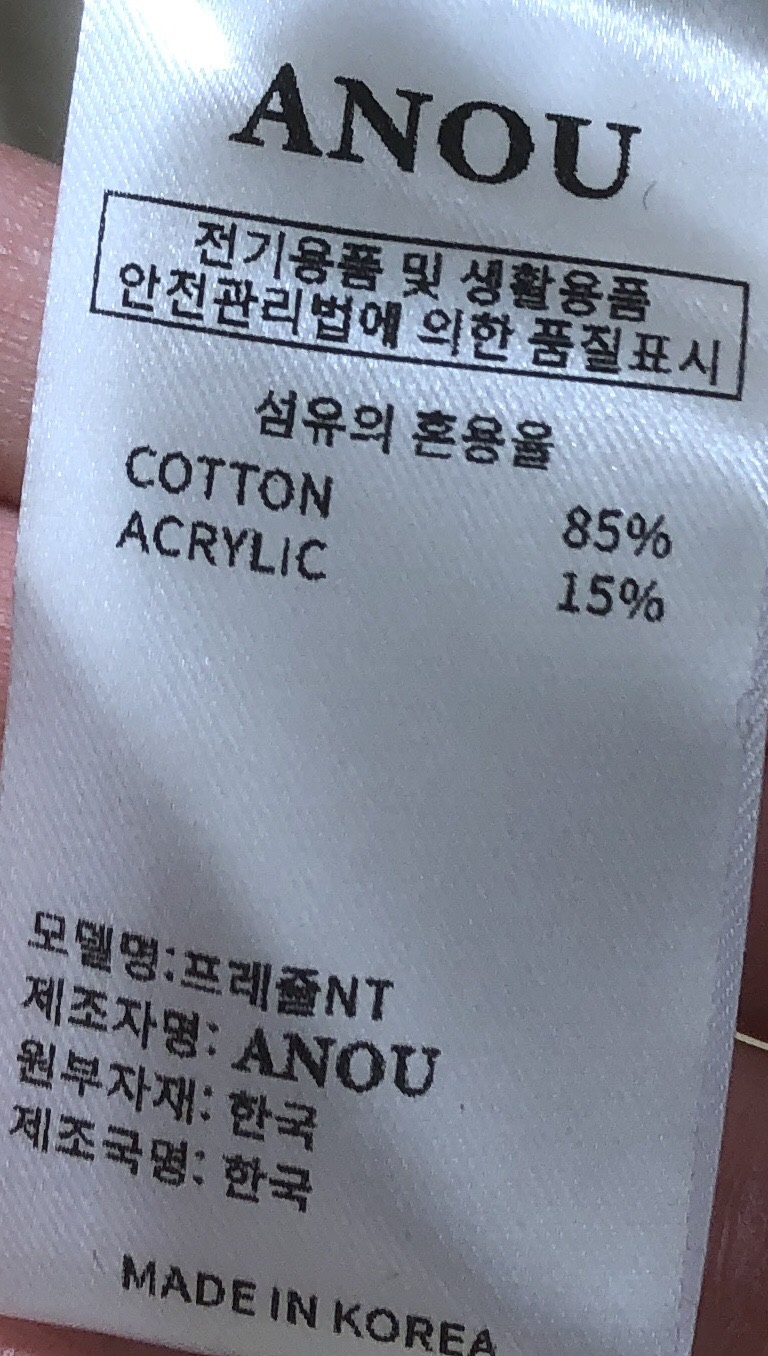 ANOU
전기용품 및 생활용품
안전관리법에 의한 품질표시
섬유의 혼용율
COTTON 85%
ACRYLIC 15%
모델명:프레쥴NT
제조자명: ANOU
원부자재: 한국
제조국명: 한국
MADE IN KOREA